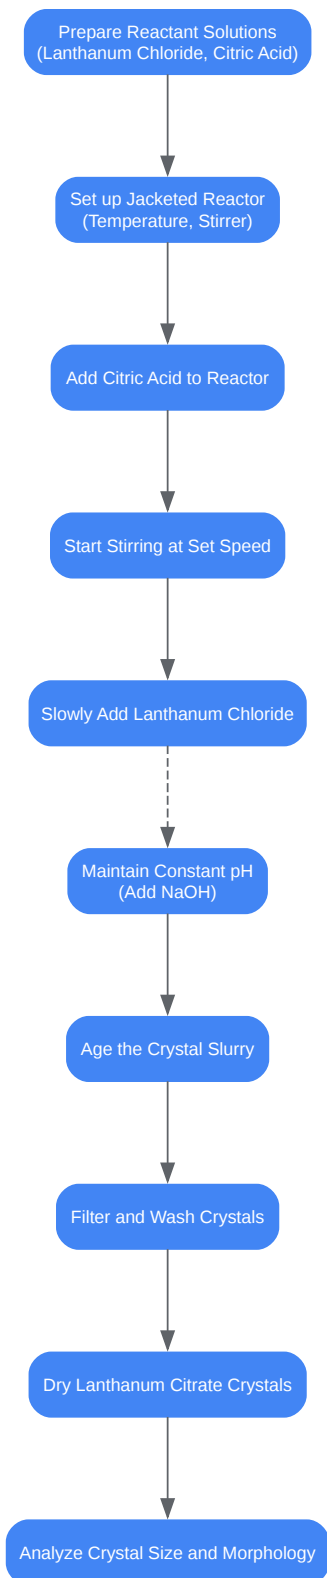 Prepare Reactant Solutions
(Lanthanum Chloride, Citric Acid)
Set up Jacketed Reactor
(Temperature, Stirrer)
Add Citric Acid to Reactor
Start Stirring at Set Speed
Slowly Add Lanthanum Chloride
Maintain Constant pH
(Add NaOH)
Age the Crystal Slurry
Filter and Wash Crystals
Dry Lanthanum Citrate Crystals
Analyze Crystal Size and Morphology